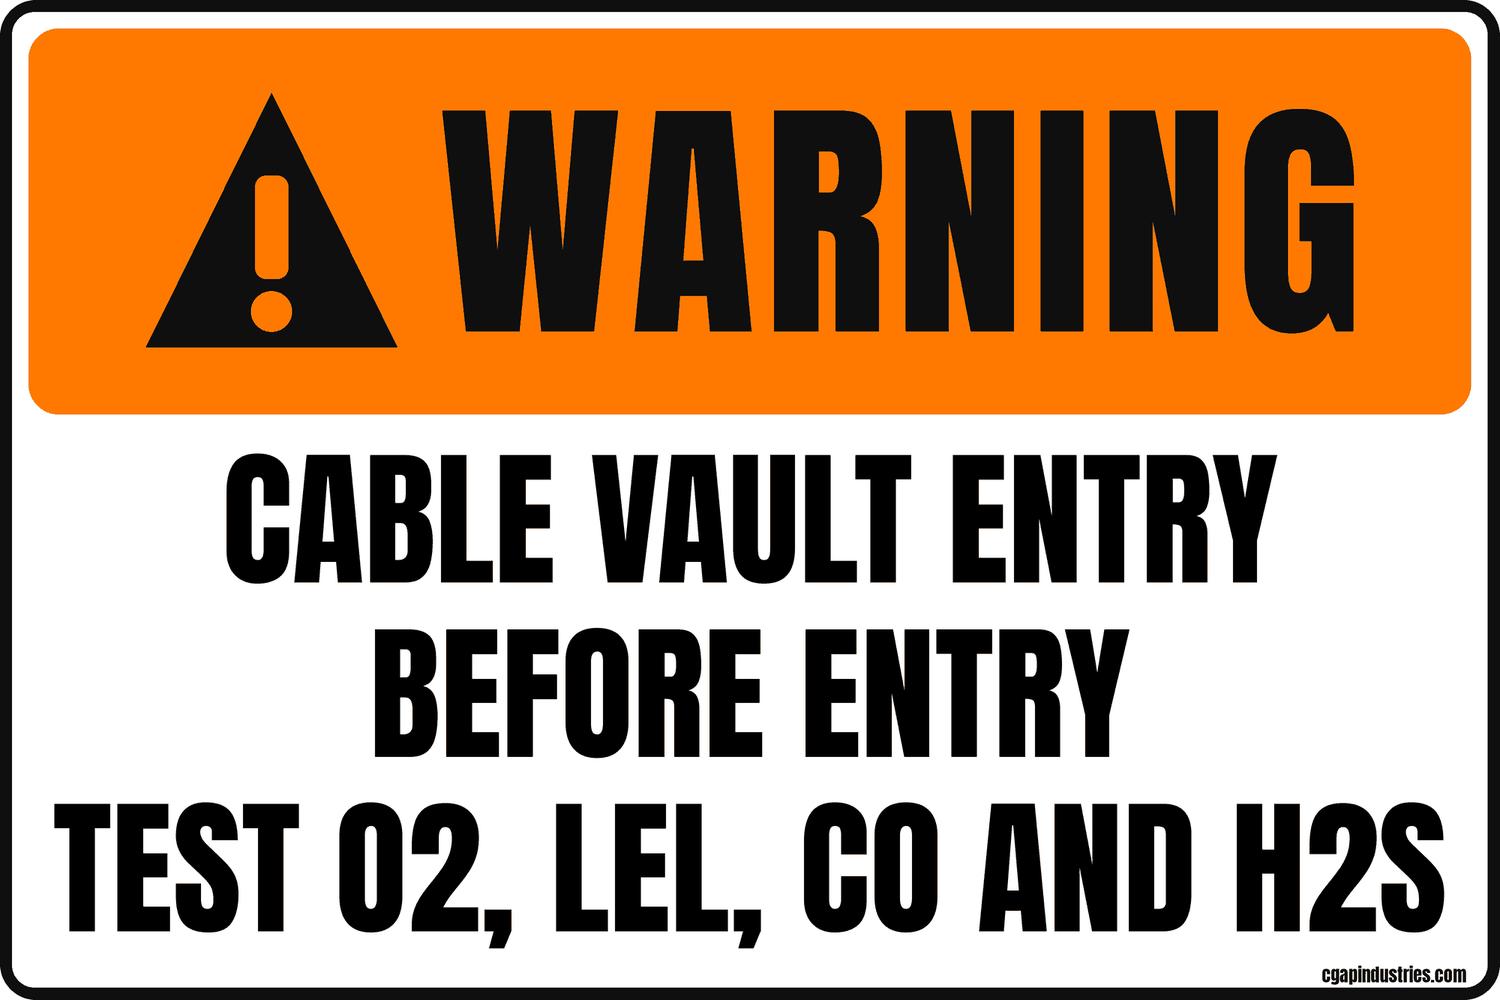 WARNING
CABLE VAULT ENTRY
BEFORE ENTRY
TEST O2, LEL, CO AND H2S
cgapindustries.com